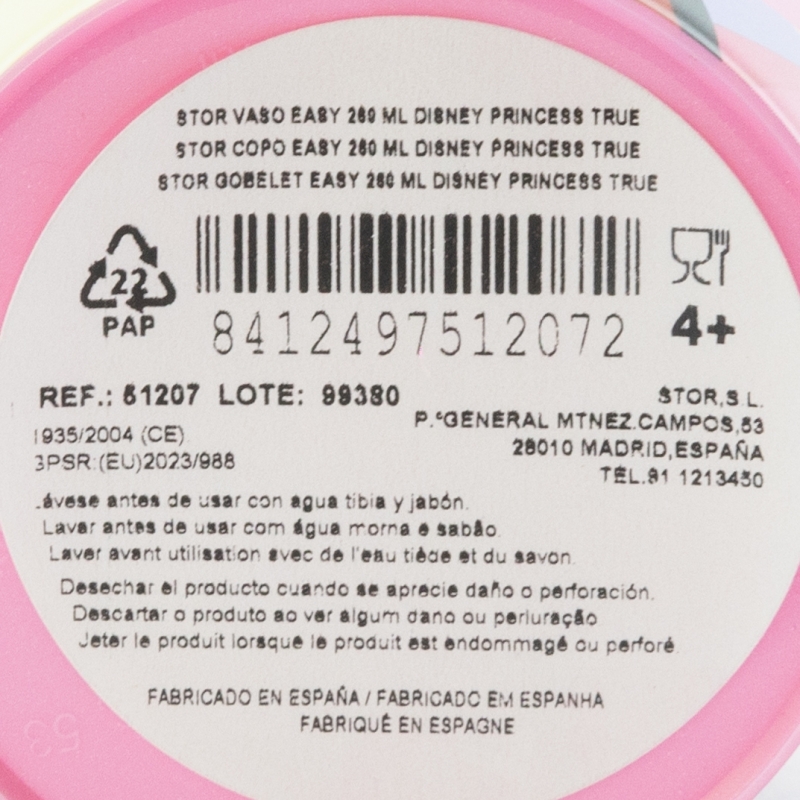 STOR VASO EASY 260 ML DISNEY PRINCESS TRUE
STOR COPO EASY 260 ML DISNEY PRINCESS TRUE
STOR GOBELET EASY 260 ML DISNEY PRINCESS TRUE
22
PAP
8412497512072
4+
REF.: 51207 LOTE: 99380
STOR,S.L.
P.ºGENERAL MTNEZ.CAMPOS,53
28010 MADRID,ESPAÑA
TEL.91 1213450
1935/2004 (CE)
(EU)2023/988
.ávese antes de usar con agua tibia y jabón.
Lavar antes de usar com água morna e sabão.
Laver avant utilisation avec de l'eau tiède et du savon.
Desechar el producto cuando se aprecie daño o perforación.
Descartar o produto ao ver algum dano ou perfuração
Jeter le produit lorsque le produit est endommagé ou perforé.
FABRICADO EN ESPAÑA / FABRICADO EM ESPANHA
FABRIQUÉ EN ESPAGNE
53